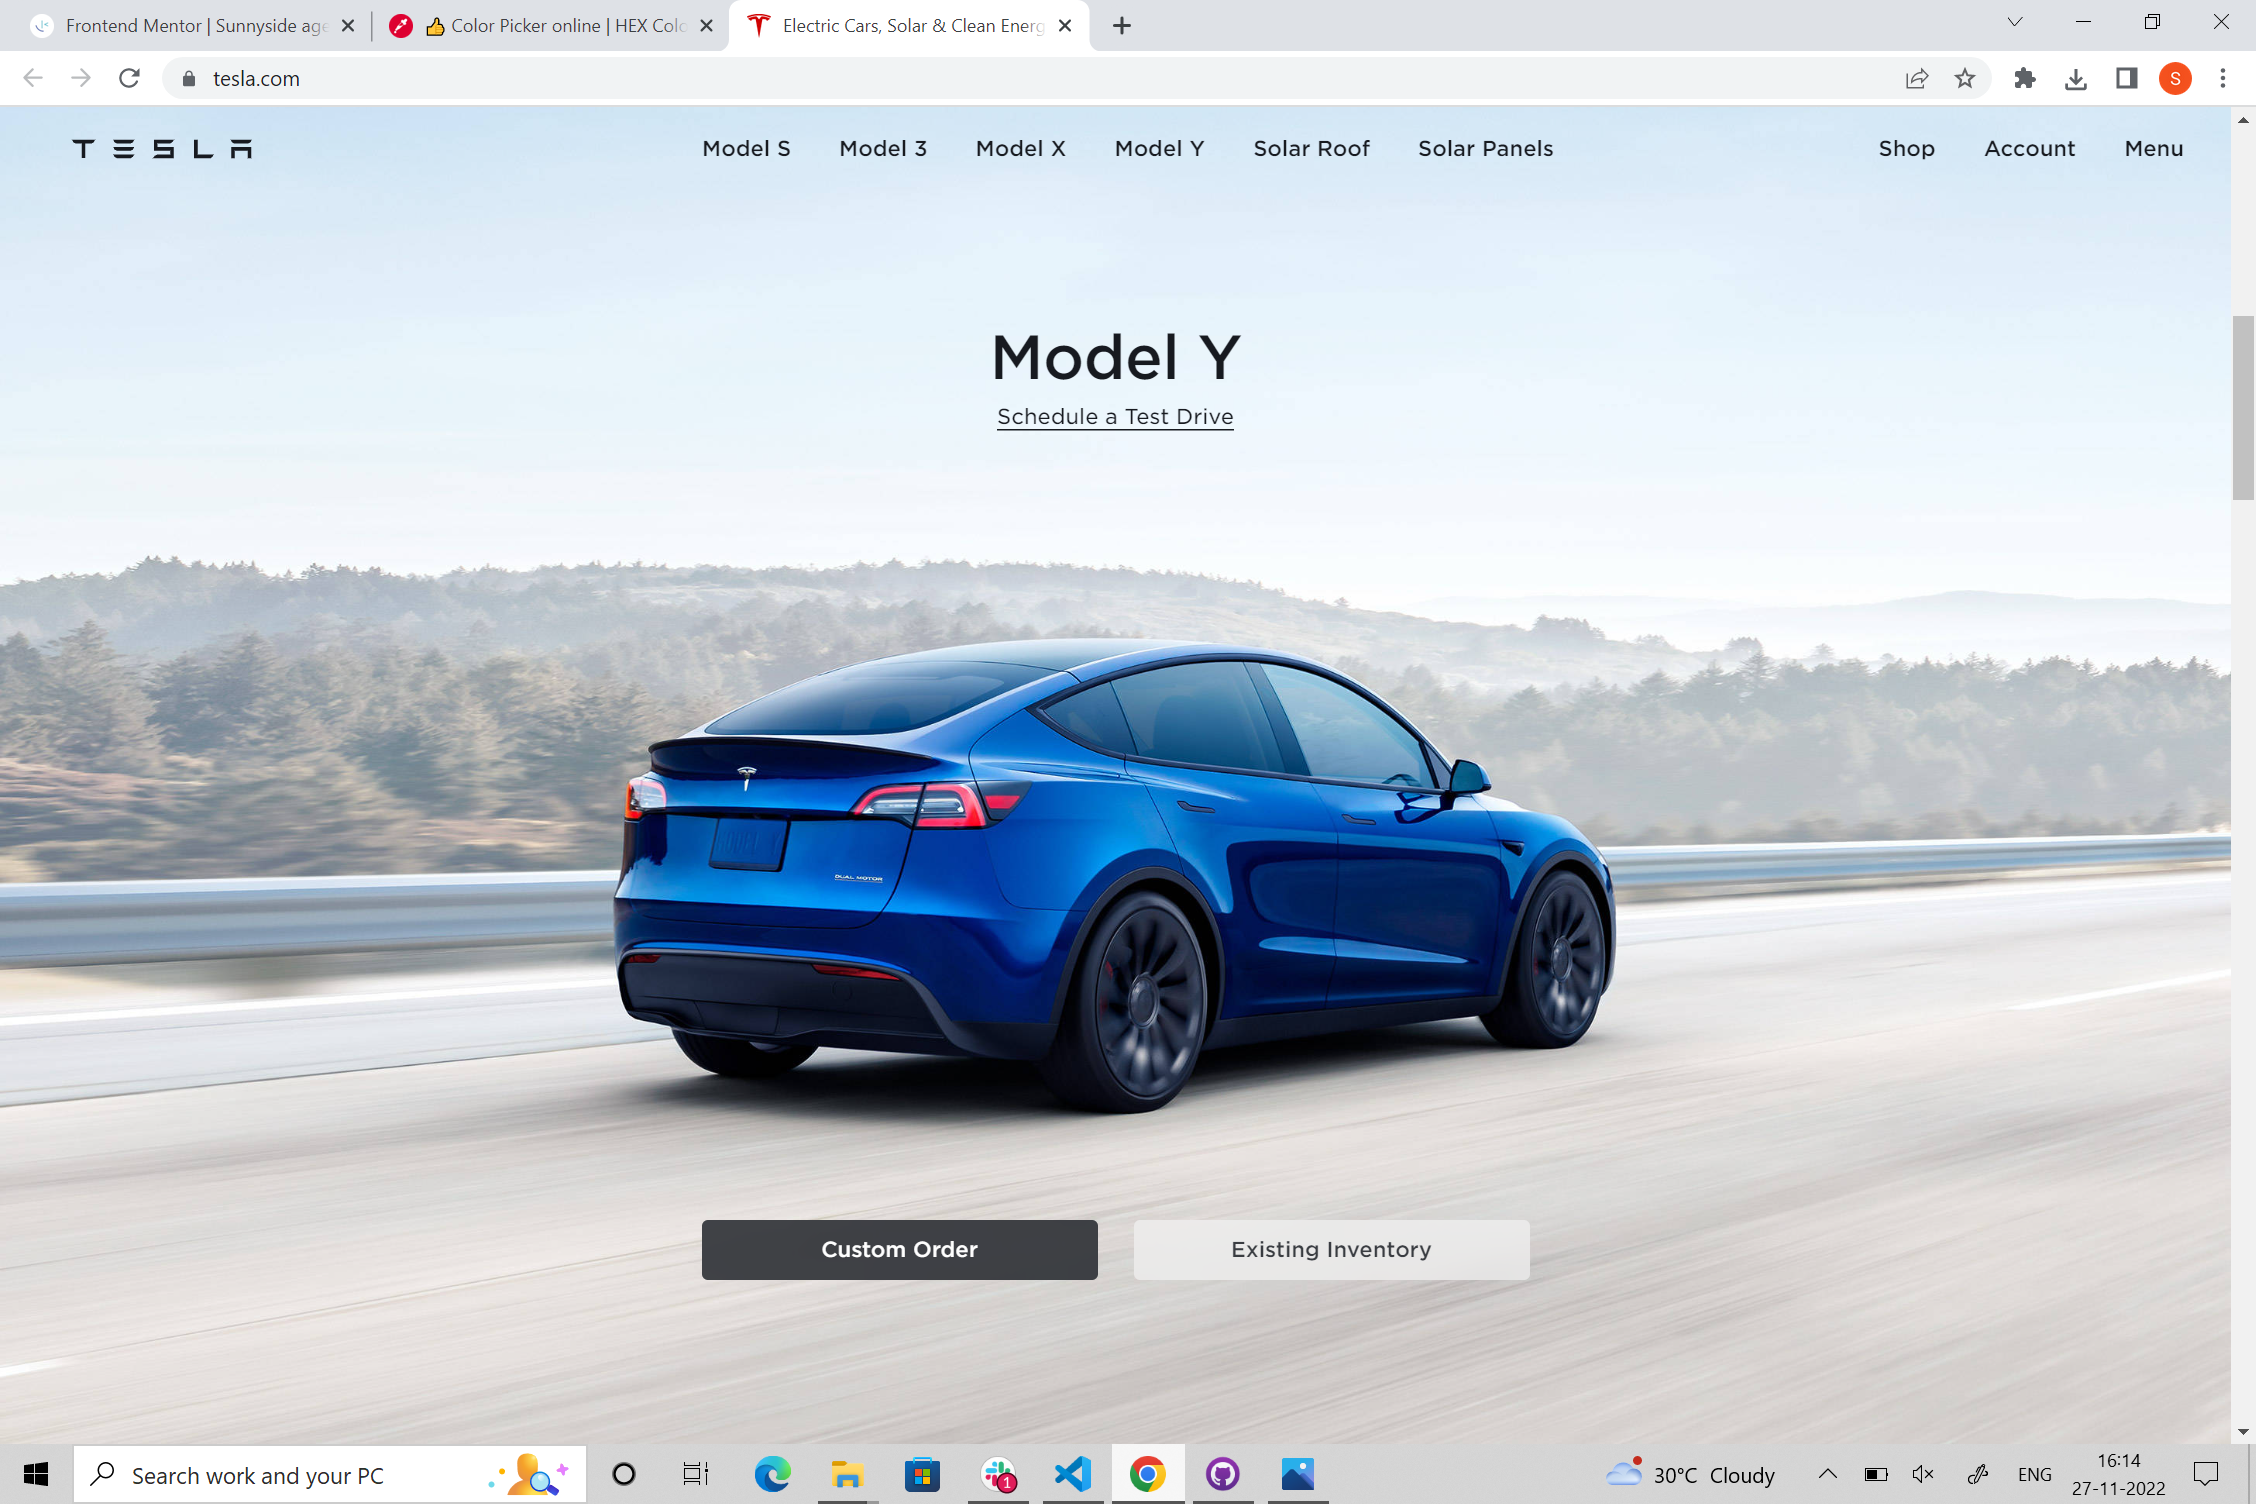 Frontend Mentor | Sunnyside age
👍 Color Picker online | HEX Colo
Electric Cars, Solar & Clean Energ
tesla.com
S
TESLA
Model S
Model 3
Model X
Model Y
Solar Roof
Solar Panels
Shop
Account
Menu
Model Y
Schedule a Test Drive
DUAL MOTOR
Custom Order
Existing Inventory
Search work and your PC
1
30°C Cloudy
ENG
16:14
27-11-2022